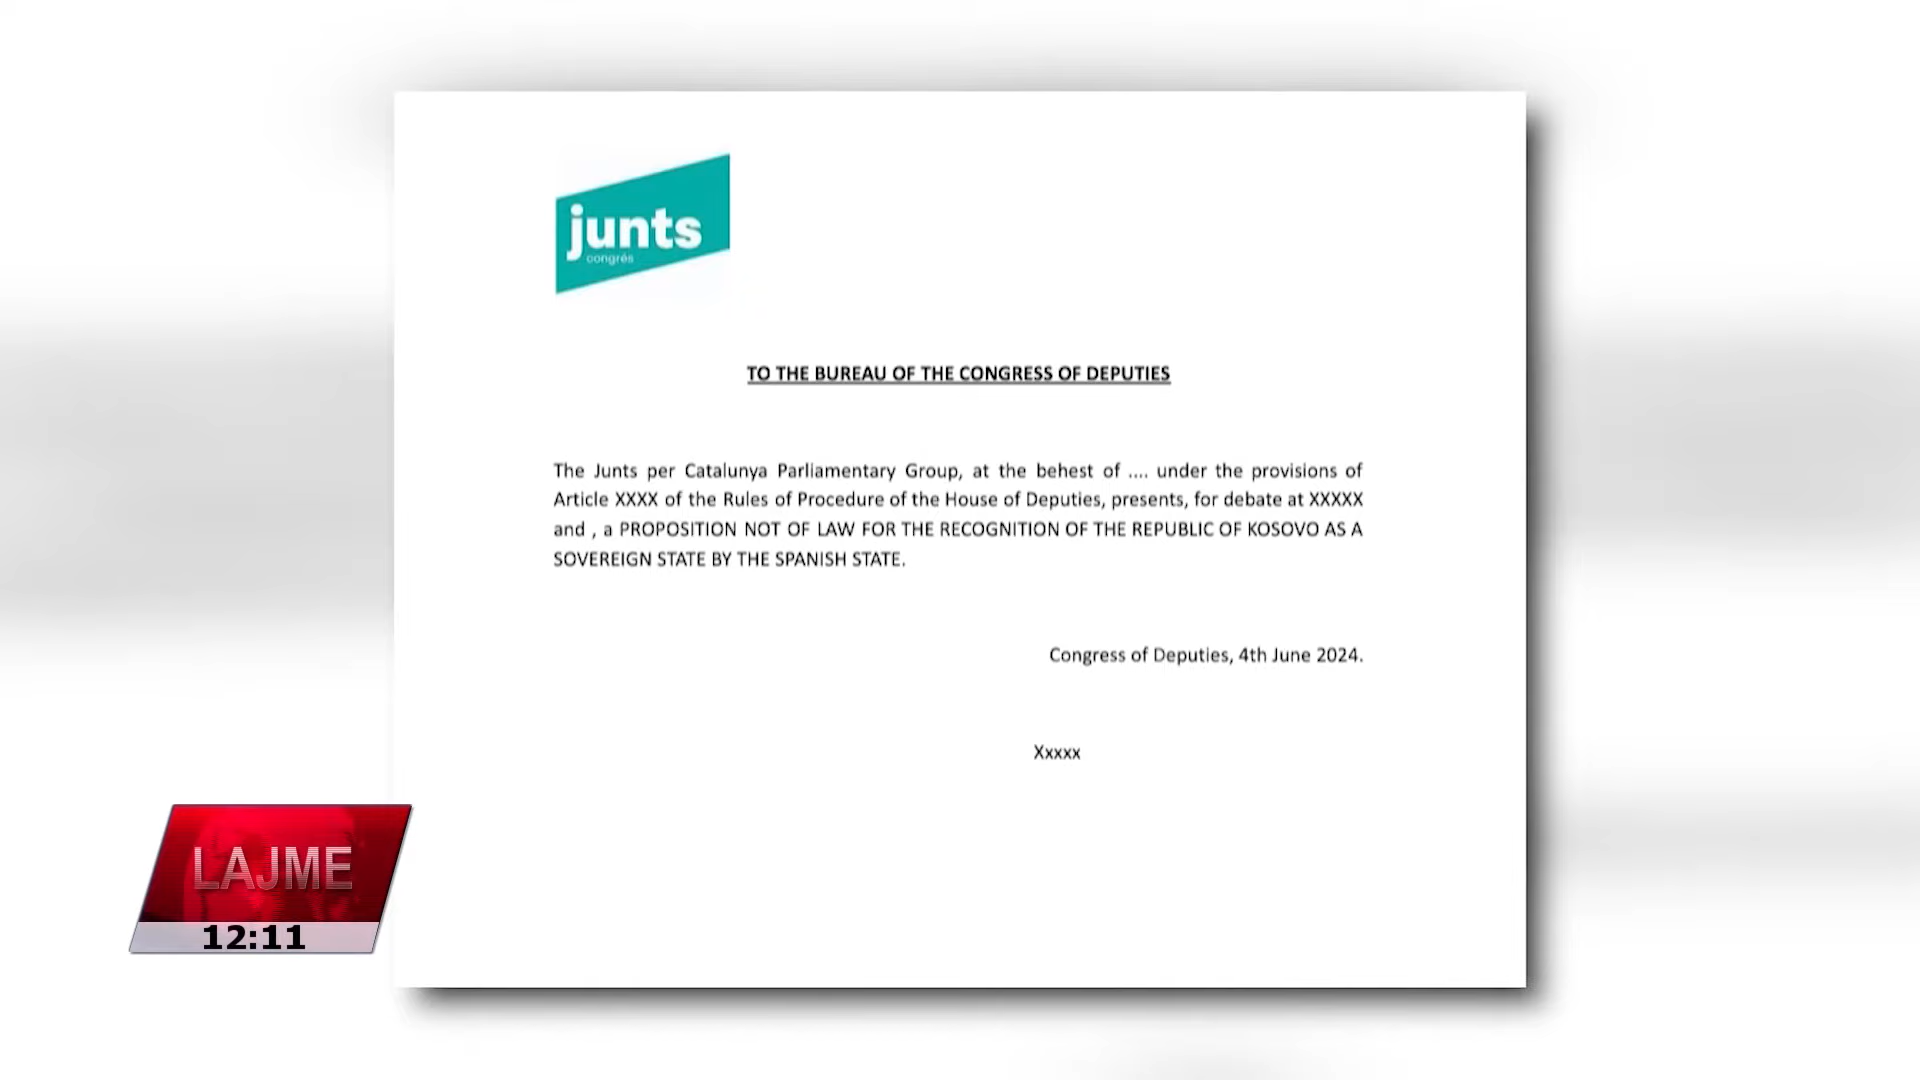 junts
congrés
TO THE BUREAU OF THE CONGRESS OF DEPUTIES
The Junts per Catalunya Parliamentary Group, at the behest of .... under the provisions of
Article XXXX of the Rules of Procedure of the House of Deputies, presents, for debate at XXXXX
and , a PROPOSITION NOT OF LAW FOR THE RECOGNITION OF THE REPUBLIC OF KOSOVO AS A
SOVEREIGN STATE BY THE SPANISH STATE.
Congress of Deputies, 4th June 2024.
Xxxxx
LAJME
12:11